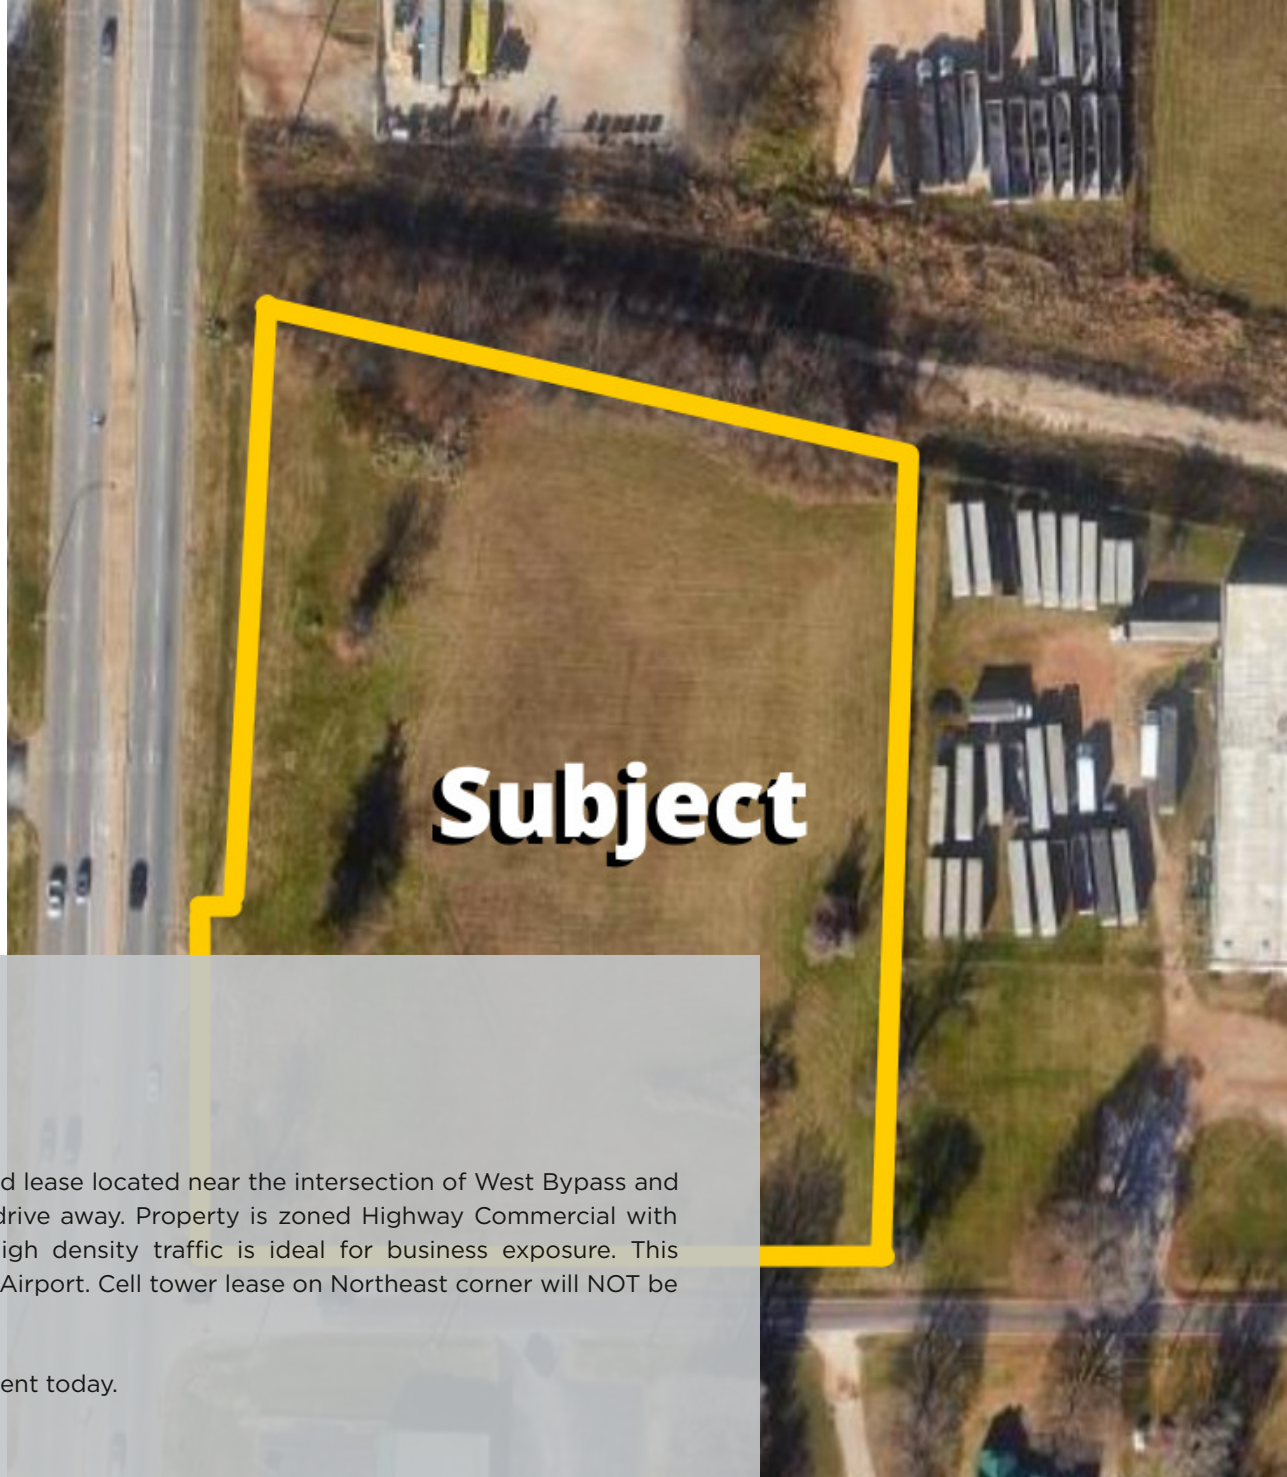 Subject
d lease located near the intersection of West Bypass and
drive away. Property is zoned Highway Commercial with
igh density traffic is ideal for business exposure. This
Airport. Cell tower lease on Northeast corner will NOT be
ent today.